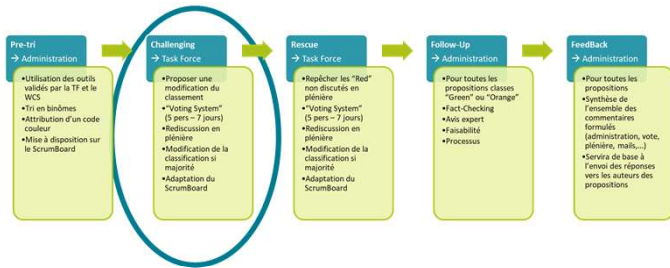 Pre-tri
→ Administration
•Utilisation des outils
validés par la TF et le
WCS
•Tri en binômes
•Attribution d'un code
couleur
•Mise à disposition sur
le ScrumBoard
Challenging
→ Task Force
•Proposer une
modification du
classement
•"Voting System"
(5 pers – 7 jours)
•Rediscussion en
plénière
•Modification de la
classification si
majorité
•Adaptation du
ScrumBoard
Rescue
→ Task Force
•Repêcher les "Red"
non discutés en
plénière
•"Voting System"
(5 pers – 7 jours)
•Rediscussion en
plénière
•Modification de la
classification si
majorité
•Adaptation du
ScrumBoard
Follow-Up
→ Administration
•Pour toutes les
propositions classes
"Green" ou "Orange"
•Fact-Checking
•Avis expert
•Faisabilité
•Processus
FeedBack
→ Administration
•Pour toutes les
propositions
•Synthèse de
l'ensemble des
commentaires
formulés
(administration, vote,
plénière, mails,...)
•Servira de base à
l'envoi des réponses
vers les auteurs des
propositions